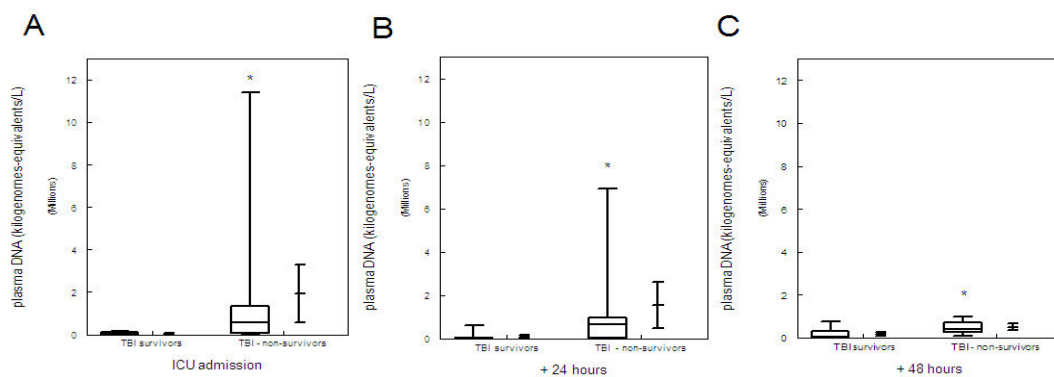 A
plasma DNA (kilogenomes-equivalents/L)
(Millions)
12
10
8
6
4
2
0
*
TBI survivors
TBI - non-survivors
ICU admission
B
plasma DNA (kilogenomes-equivalents/L)
(Millions)
12
10
8
6
4
2
0
*
TBI survivors
TBI - non-survivors
+ 24 hours
C
plasma DNA (kilogenomes-equivalents/L)
(Millions)
12
10
8
6
4
2
0
*
TBI survivors
TBI - non-survivors
+ 48 hours